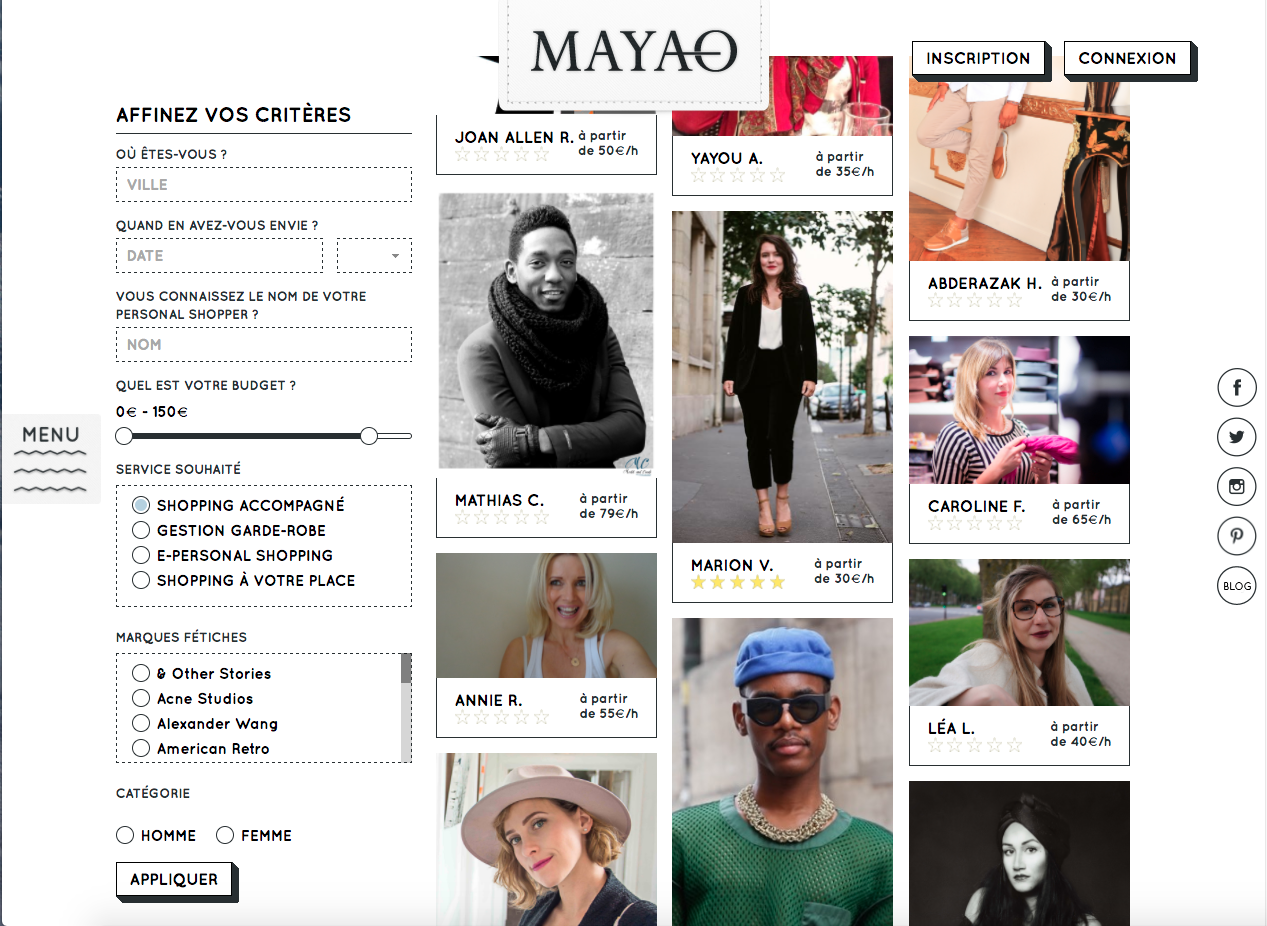 MAYAO
INSCRIPTION
CONNEXION
AFFINEZ VOS CRITÈRES
OÙ ÊTES-VOUS ?
VILLE
QUAND EN AVEZ-VOUS ENVIE ?
DATE
VOUS CONNAISSEZ LE NOM DE VOTRE
PERSONAL SHOPPER ?
NOM
QUEL EST VOTRE BUDGET ?
0€ - 150€
MENU
SERVICE SOUHAITÉ
SHOPPING ACCOMPAGNÉ
GESTION GARDE-ROBE
E-PERSONAL SHOPPING
SHOPPING À VOTRE PLACE
MARQUES FÉTICHES
& Other Stories
Acne Studios
Alexander Wang
American Retro
CATÉGORIE
HOMME
FEMME
APPLIQUER
JOAN ALLEN R.
à partir
de 50€/h
MATHIAS C.
à partir
de 79€/h
ANNIE R.
à partir
de 55€/h
YAYOU A.
à partir
de 35€/h
MARION V.
à partir
de 30€/h
ABDERAZAK H.
à partir
de 30€/h
CAROLINE F.
à partir
de 65€/h
LÉA L.
à partir
de 40€/h
BLOG